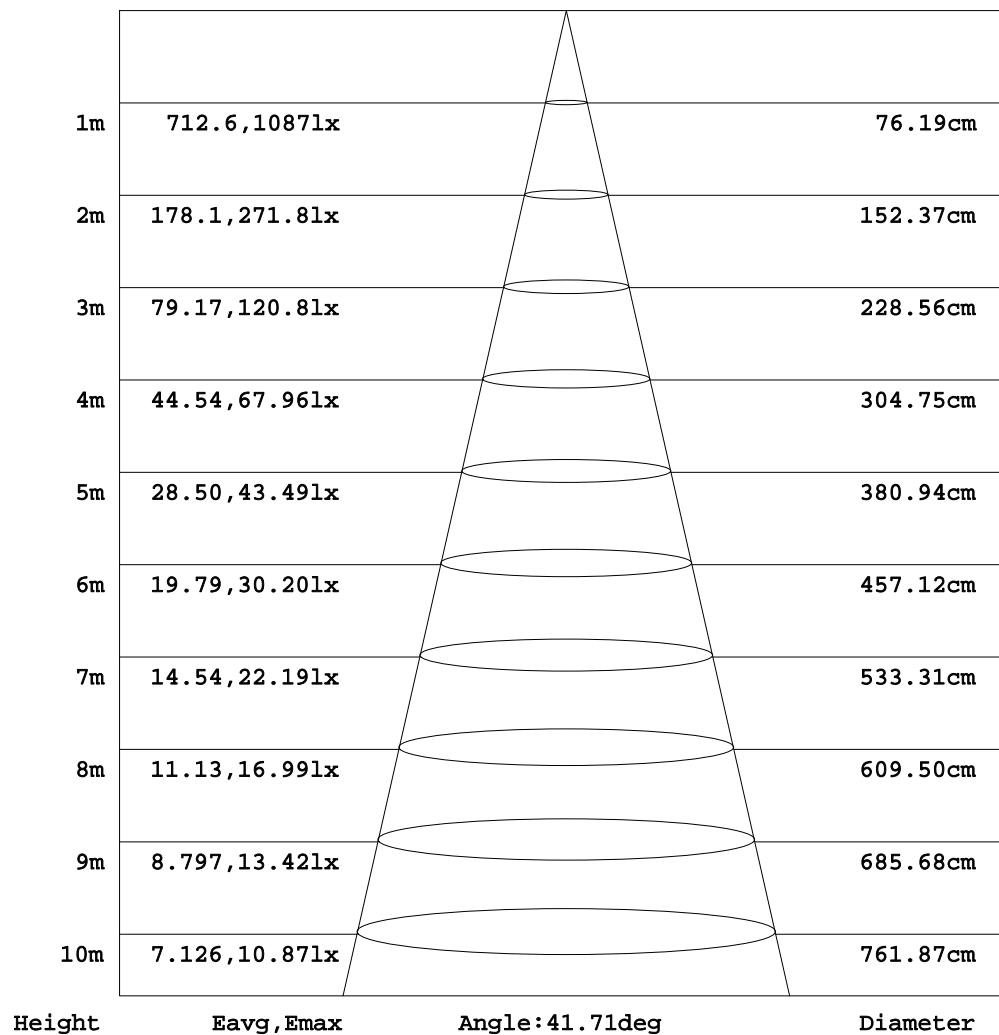 1m 712.6,1087lx 76.19cm
2m 178.1,271.8lx 152.37cm
3m 79.17,120.8lx 228.56cm
4m 44.54,67.96lx 304.75cm
5m 28.50,43.49lx 380.94cm
6m 19.79,30.20lx 457.12cm
7m 14.54,22.19lx 533.31cm
8m 11.13,16.99lx 609.50cm
9m 8.797,13.42lx 685.68cm
10m 7.126,10.87lx 761.87cm
Height Eavg,Emax Angle:41.71deg Diameter